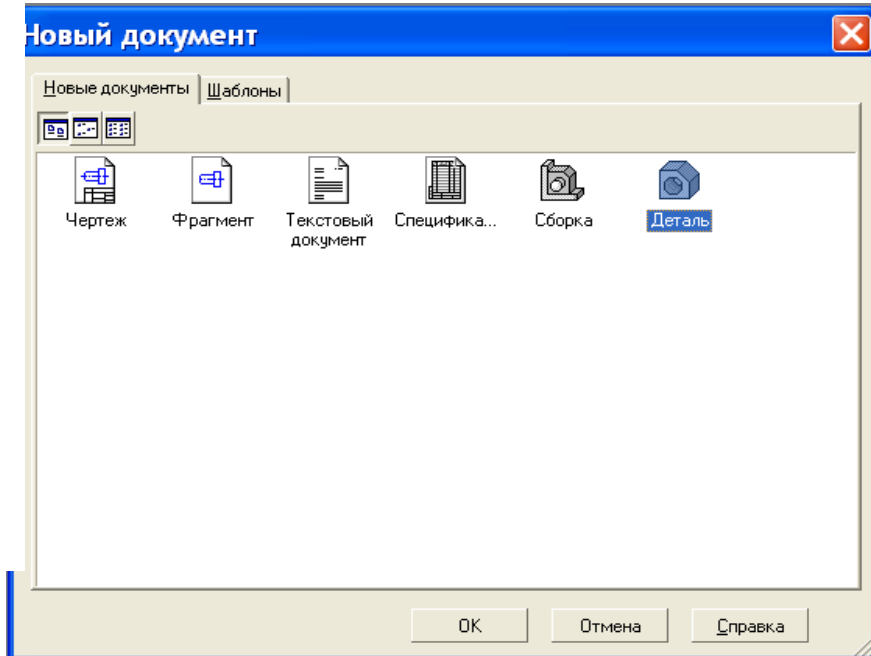 Новый документ
Новые документы Шаблоны
Чертеж Фрагмент Текстовый документ Специфика... Сборка Деталь
OK Отмена Справка